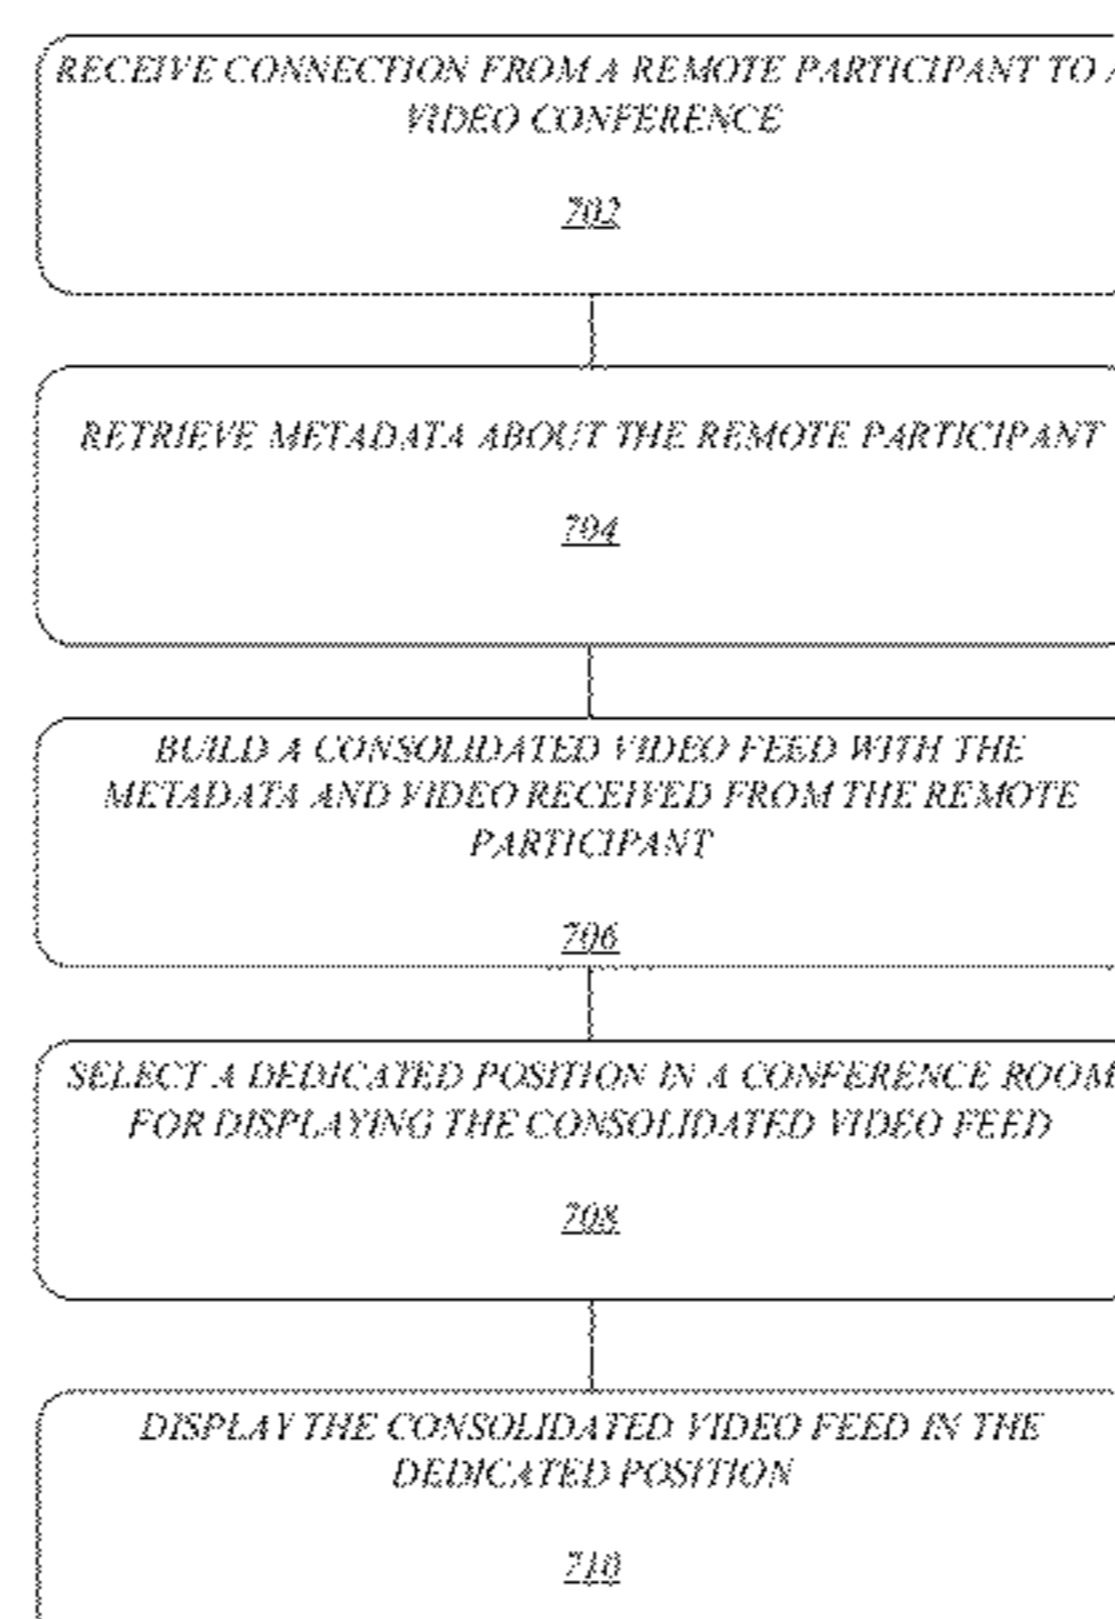 RECEIVE CONNECTION FROM A REMOTE PARTICIPANT TO A
VIDEO CONFERENCE
702
RETRIEVE METADATA ABOUT THE REMOTE PARTICIPANT
704
BUILD A CONSOLIDATED VIDEO FEED WITH THE
METADATA AND VIDEO RECEIVED FROM THE REMOTE
PARTICIPANT
706
SELECT A DEDICATED POSITION IN A CONFERENCE ROOM
FOR DISPLAYING THE CONSOLIDATED VIDEO FEED
708
DISPLAY THE CONSOLIDATED VIDEO FEED IN THE
DEDICATED POSITION
710